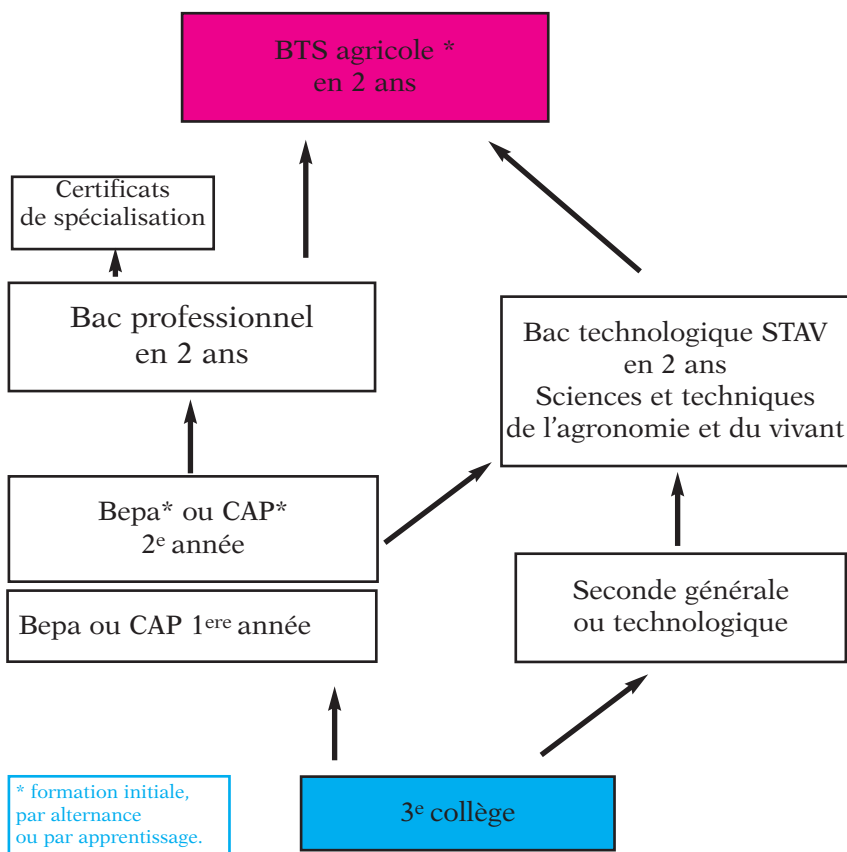 BTS agricole *
en 2 ans
Certificats
de spécialisation
Bac professionnel
en 2 ans
Bac technologique STAV
en 2 ans
Sciences et techniques
de l’agronomie et du vivant
Bepa* ou CAP*
2e année
Bepa ou CAP 1ere année
Seconde générale
ou technologique
* formation initiale,
par alternance
ou par apprentissage.
3e collège